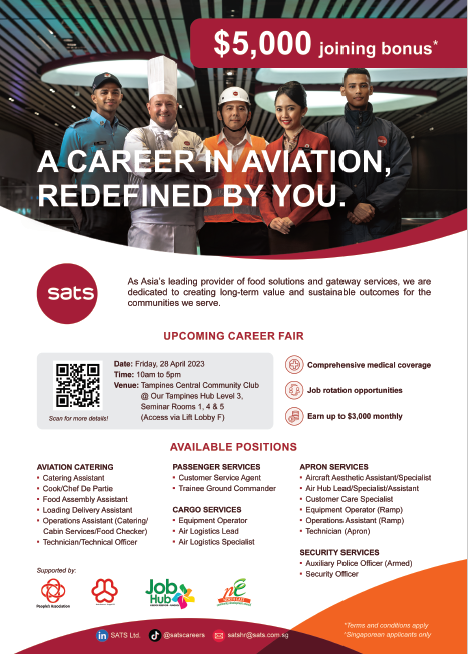 $5,000 joining bonus*
A CAREER IN AVIATION,
REDEFINED BY YOU.
sats
As Asia's leading provider of food solutions and gateway services, we are
dedicated to creating long-term value and sustainable outcomes for the
communities we serve.
UPCOMING CAREER FAIR
Scan for more details!
Date: Friday, 28 April 2023
Time: 10am to 5pm
Venue: Tampines Central Community Club
@ Our Tampines Hub Level 3,
Seminar Rooms 1, 4 & 5
(Access via Lift Lobby F)
Comprehensive medical coverage
Job rotation opportunities
Earn up to $3,000 monthly
AVAILABLE POSITIONS
AVIATION CATERING
• Catering Assistant
• Cook/Chef De Partie
• Food Assembly Assistant
• Loading Delivery Assistant
• Operations Assistant (Catering/
Cabin Services/Food Checker)
• Technician/Technical Officer
PASSENGER SERVICES
• Customer Service Agent
• Trainee Ground Commander
CARGO SERVICES
• Equipment Operator
• Air Logistics Lead
• Air Logistics Specialist
APRON SERVICES
• Aircraft Aesthetic Assistant/Specialist
• Air Hub Lead/Specialist/Assistant
• Customer Care Specialist
• Equipment Operator (Ramp)
• Operations Assistant (Ramp)
• Technician (Apron)
SECURITY SERVICES
• Auxiliary Police Officer (Armed)
• Security Officer
Supported by:
People's Association
Job
Hub
NORTH EAST
SATS Ltd.
@satscareers
satshr@sats.com.sg
*Terms and conditions apply
*Singaporean applicants only